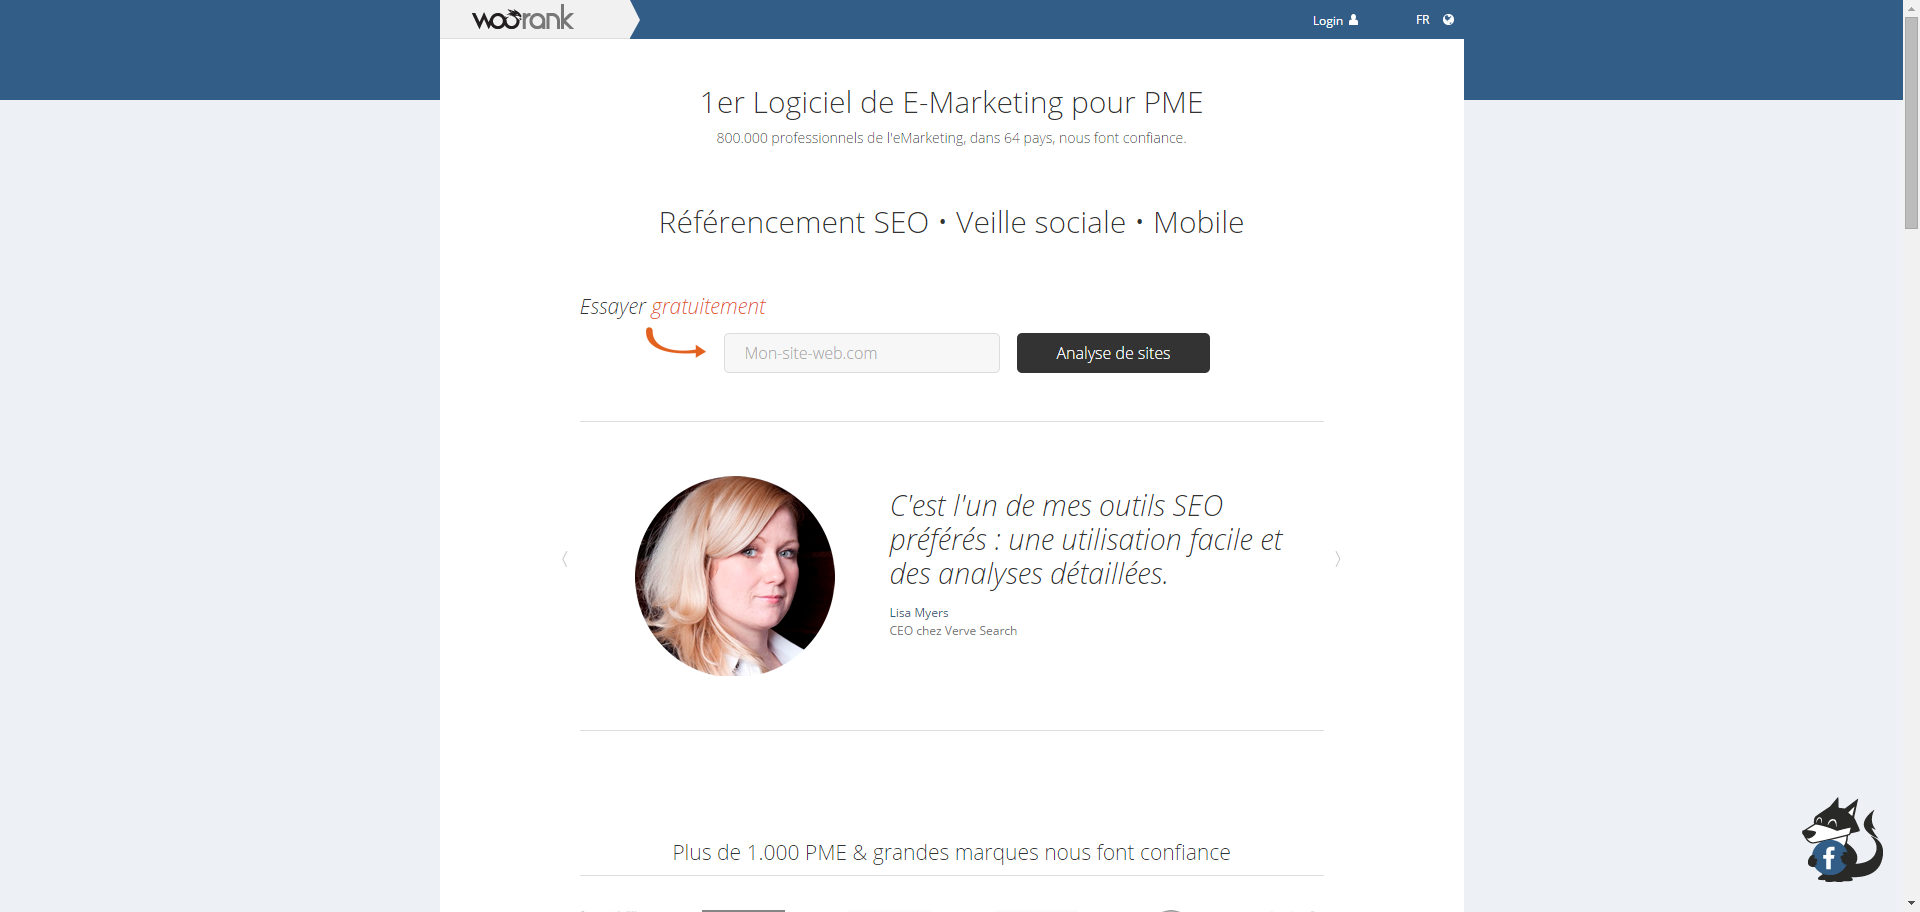 woorank
Login
FR
1er Logiciel de E-Marketing pour PME
800.000 professionnels de l'eMarketing, dans 64 pays, nous font confiance.
Référencement SEO • Veille sociale • Mobile
Essayer gratuitement
Mon-site-web.com
Analyse de sites
C'est l'un de mes outils SEO
préférés : une utilisation facile et
des analyses détaillées.
Lisa Myers
CEO chez Verve Search
Plus de 1.000 PME & grandes marques nous font confiance
f